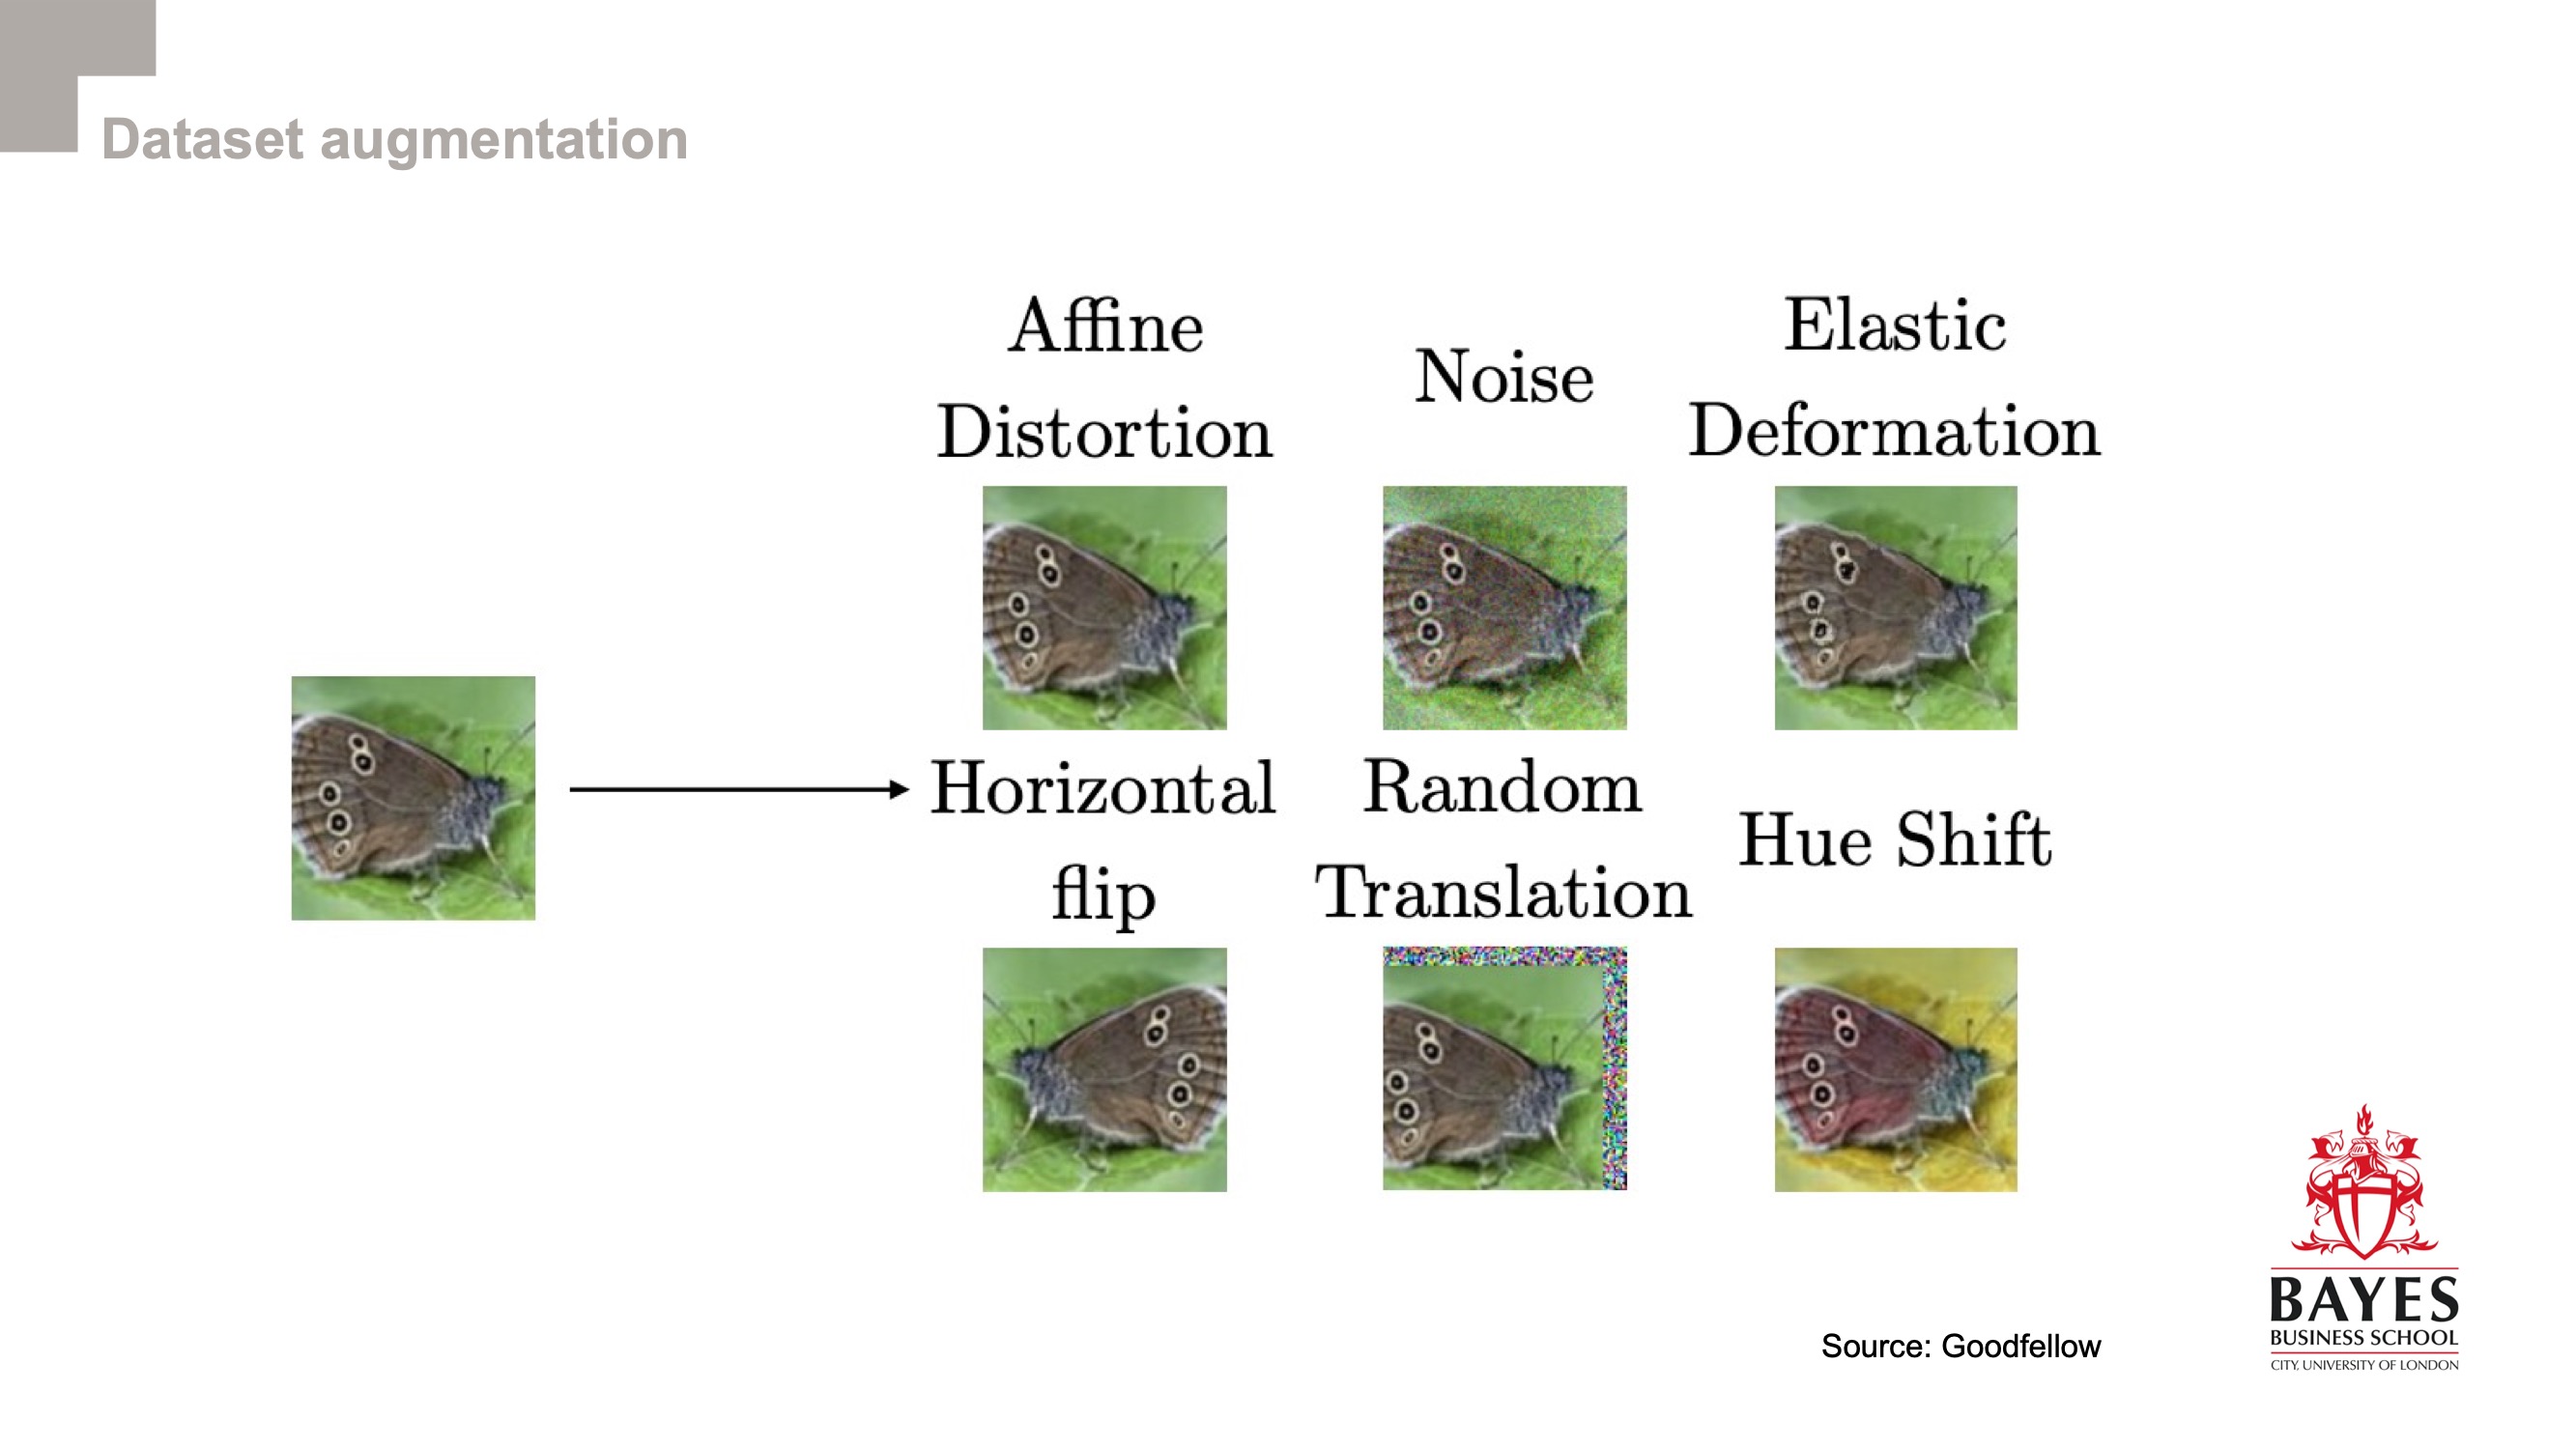 Dataset augmentation
Affine
Distortion
Noise
Elastic
Deformation
Horizontal
flip
Random
Translation
Hue Shift
Source: Goodfellow
BAYES
BUSINESS SCHOOL
CITY, UNIVERSITY OF LONDON